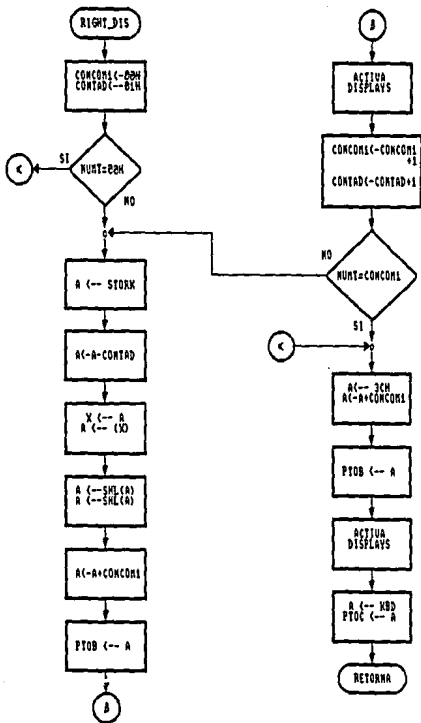 RIGHT_DIS
CONCOM1<-00H
CONTAD<--01H
SI
<
NUMT=00H
NO
A <-- STORK
A<-A-CONTAD
X <-- A
A <-- (X)
A <--SHL(A)
A <--SHL(A)
A<-A+CONCOM1
PTOB <-- A
B
B
ACTIVA
DISPLAYS
CONCOM1<-CONCOM1
+1
CONTAD<-CONTAD+1
NO
NUMT=CONCOM1
SI
<
A<-- 3CH
A<-A+CONCOM1
PTOB <-- A
ACTIVA
DISPLAYS
A <-- KBD
PTOC <-- A
RETORNA